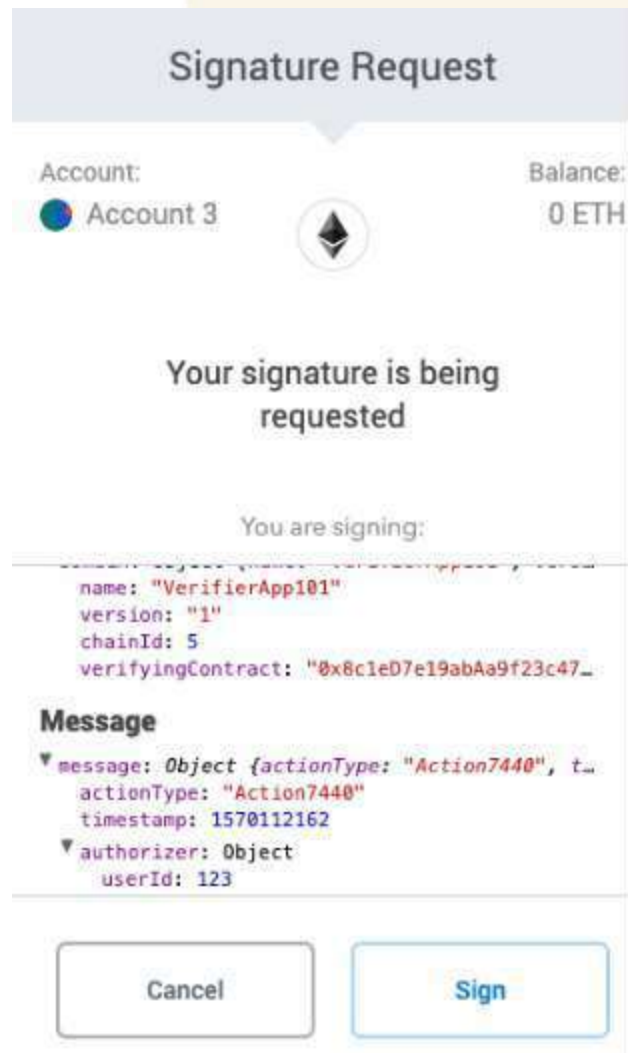 Signature Request
Account:
Balance:
Account 3
0 ETH
Your signature is being
requested
You are signing:
name: "VerifierApp101"
version: "1"
chainId: 5
verifyingContract: "0x8c1eD7e19abAa9f23c47…
Message
message: Object {actionType: "Action7440", t…
actionType: "Action7440"
timestamp: 1570112162
authorizer: Object
userId: 123
Cancel
Sign